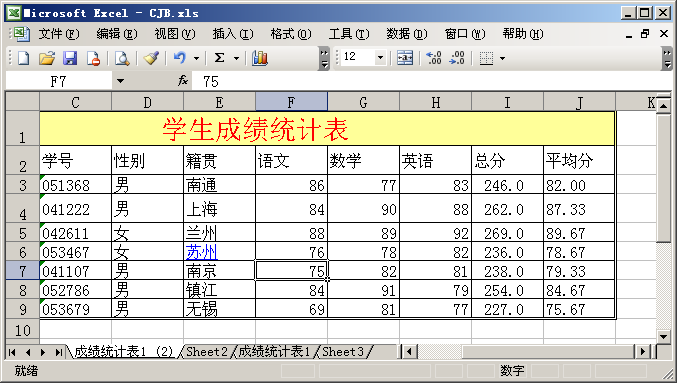 Microsoft Excel - CJB.xls
文件(F) 编辑(E) 视图(V) 插入(I) 格式(O) 工具(T) 数据(D) 窗口(W) 帮助(H)
Σ 12
F7 fx 75
C D E F G H I J K
1 学生成绩统计表
2 学号 性别 籍贯 语文 数学 英语 总分 平均分
3 051368 男 南通 86 77 83 246.0 82.00
4 041222 男 上海 84 90 88 262.0 87.33
5 042611 女 兰州 88 89 92 269.0 89.67
6 053467 女 苏州 76 78 82 236.0 78.67
7 041107 男 南京 75 82 81 238.0 79.33
8 052786 男 镇江 84 91 79 254.0 84.67
9 053679 男 无锡 69 81 77 227.0 75.67
10
成绩统计表1 (2) Sheet2 成绩统计表1 Sheet3
就绪 数字